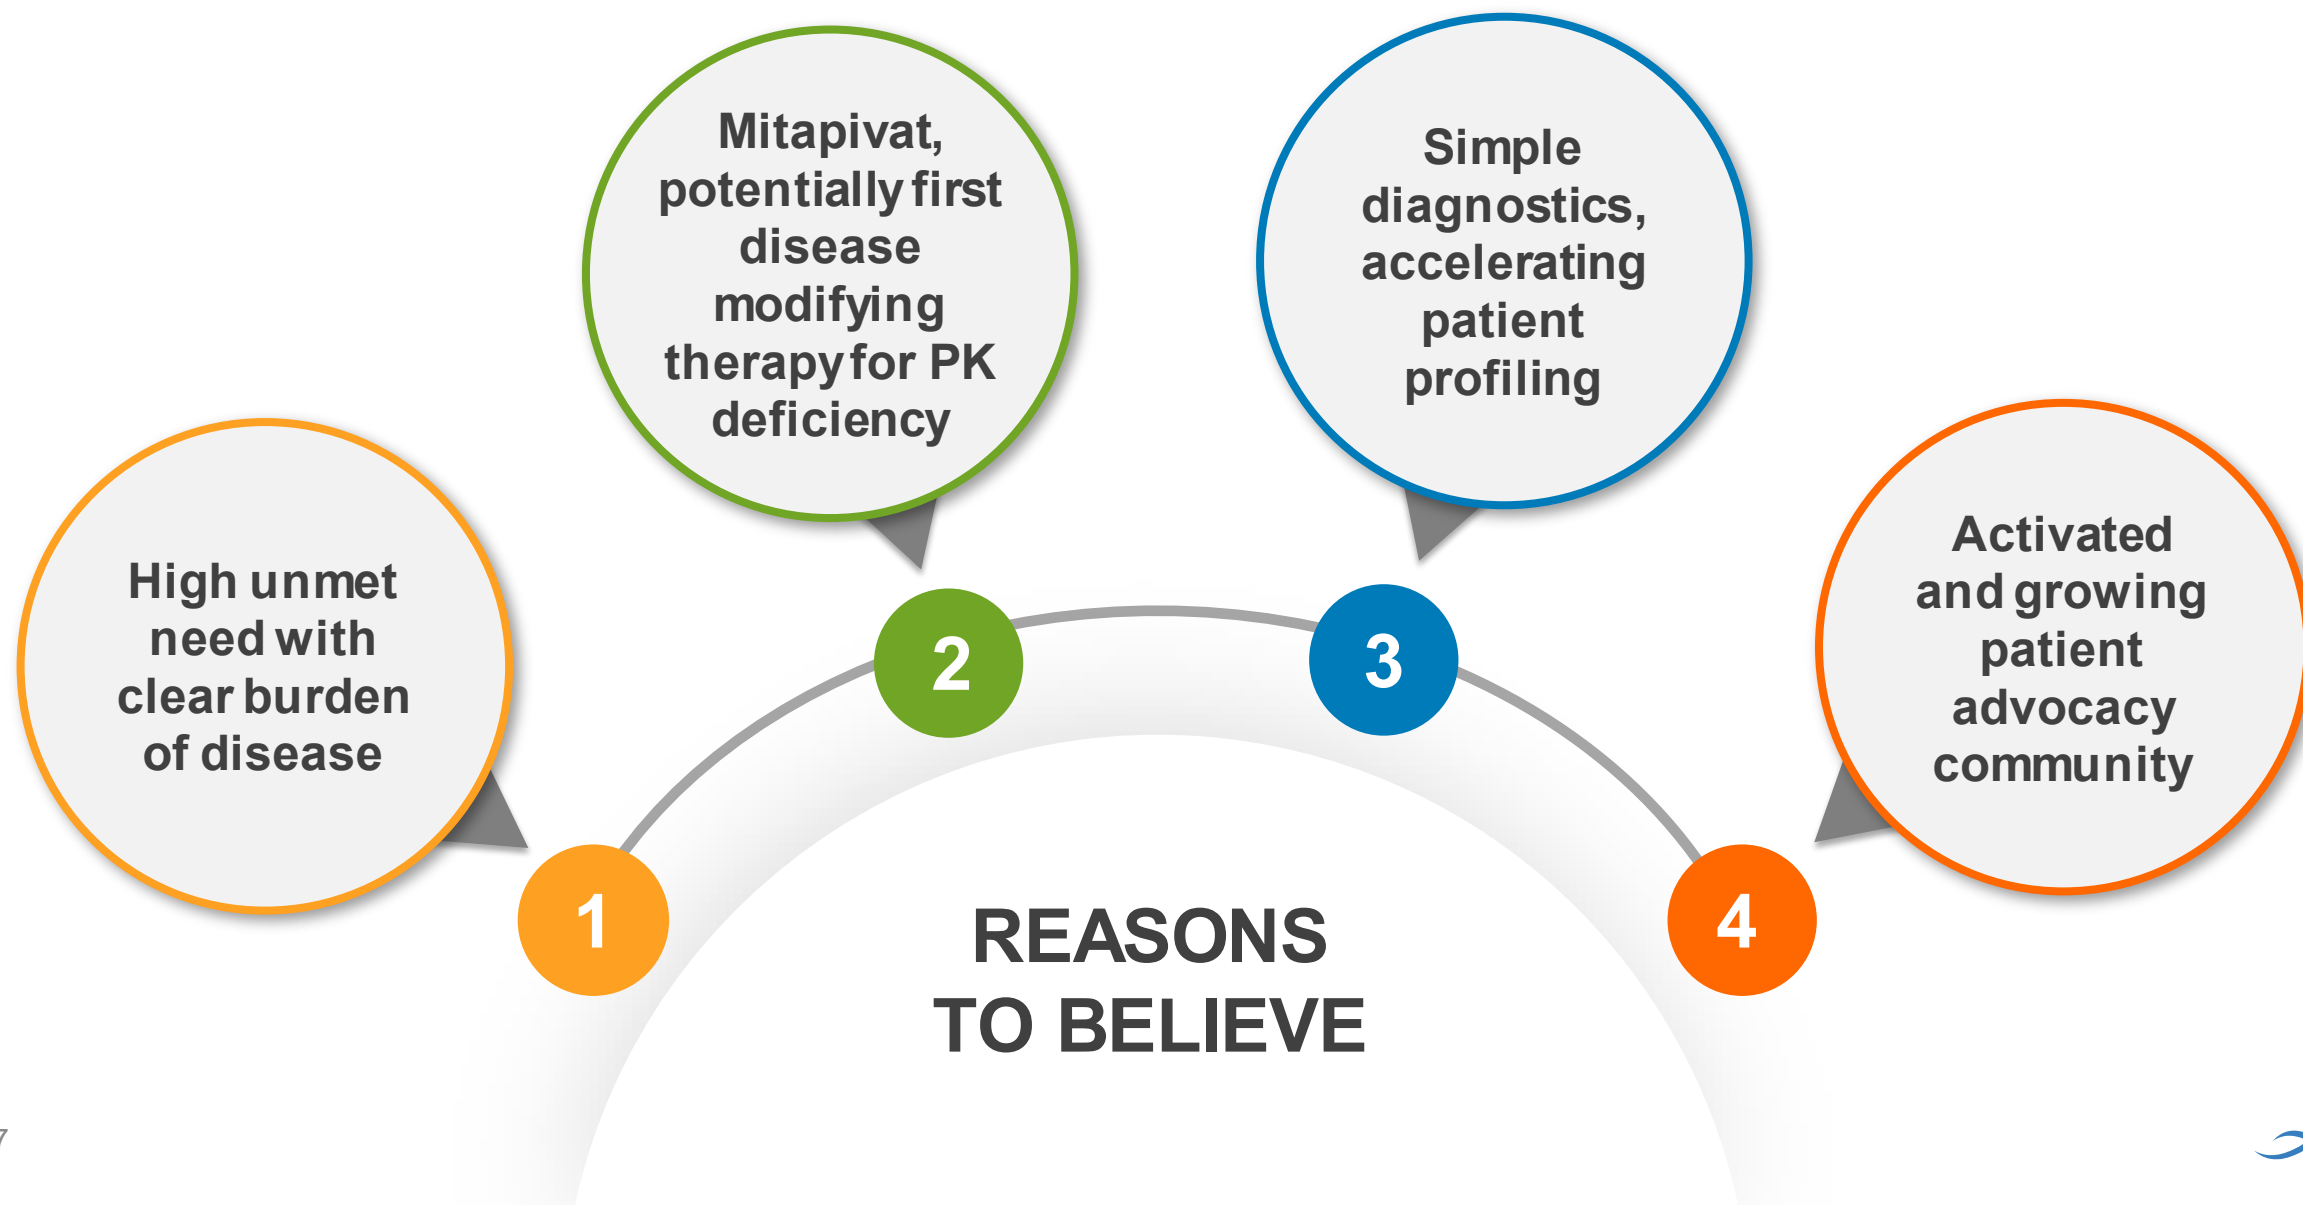 High unmet
need with
clear burden
of disease
1
Mitapivat,
potentially first
disease
modifying
therapy for PK
deficiency
2
Simple
diagnostics,
accelerating
patient
profiling
3
Activated
and growing
patient
advocacy
community
4
REASONS
TO BELIEVE
7